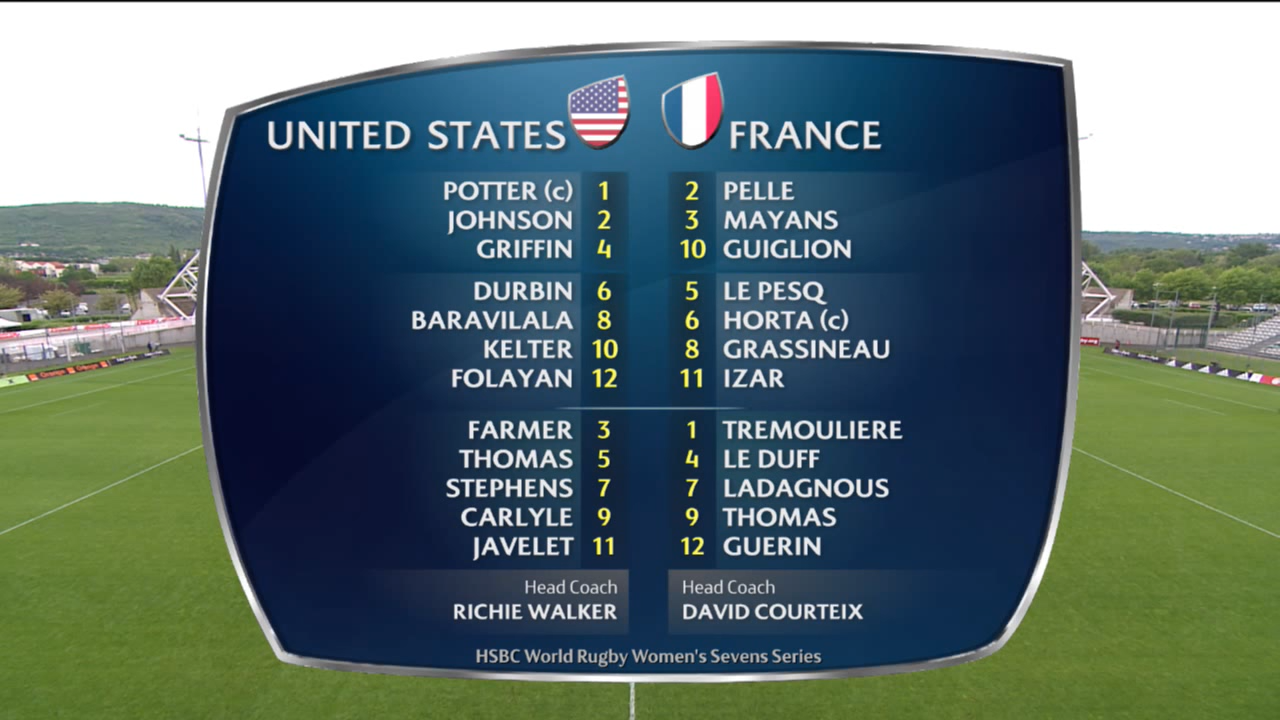 UNITED STATES FRANCE
POTTER (c) 1 2 PELLE
JOHNSON 2 3 MAYANS
GRIFFIN 4 10 GUIGLION
DURBIN 6 5 LE PESQ
BARAVILALA 8 6 HORTA (c)
KELTER 10 8 GRASSINEAU
FOLAYAN 12 11 IZAR
FARMER 3 1 TREMOULIERE
THOMAS 5 4 LE DUFF
STEPHENS 7 7 LADAGNOUS
CARLYLE 9 9 THOMAS
JAVELET 11 12 GUERIN
Head Coach Head Coach
RICHIE WALKER DAVID COURTEIX
HSBC World Rugby Women's Sevens Series